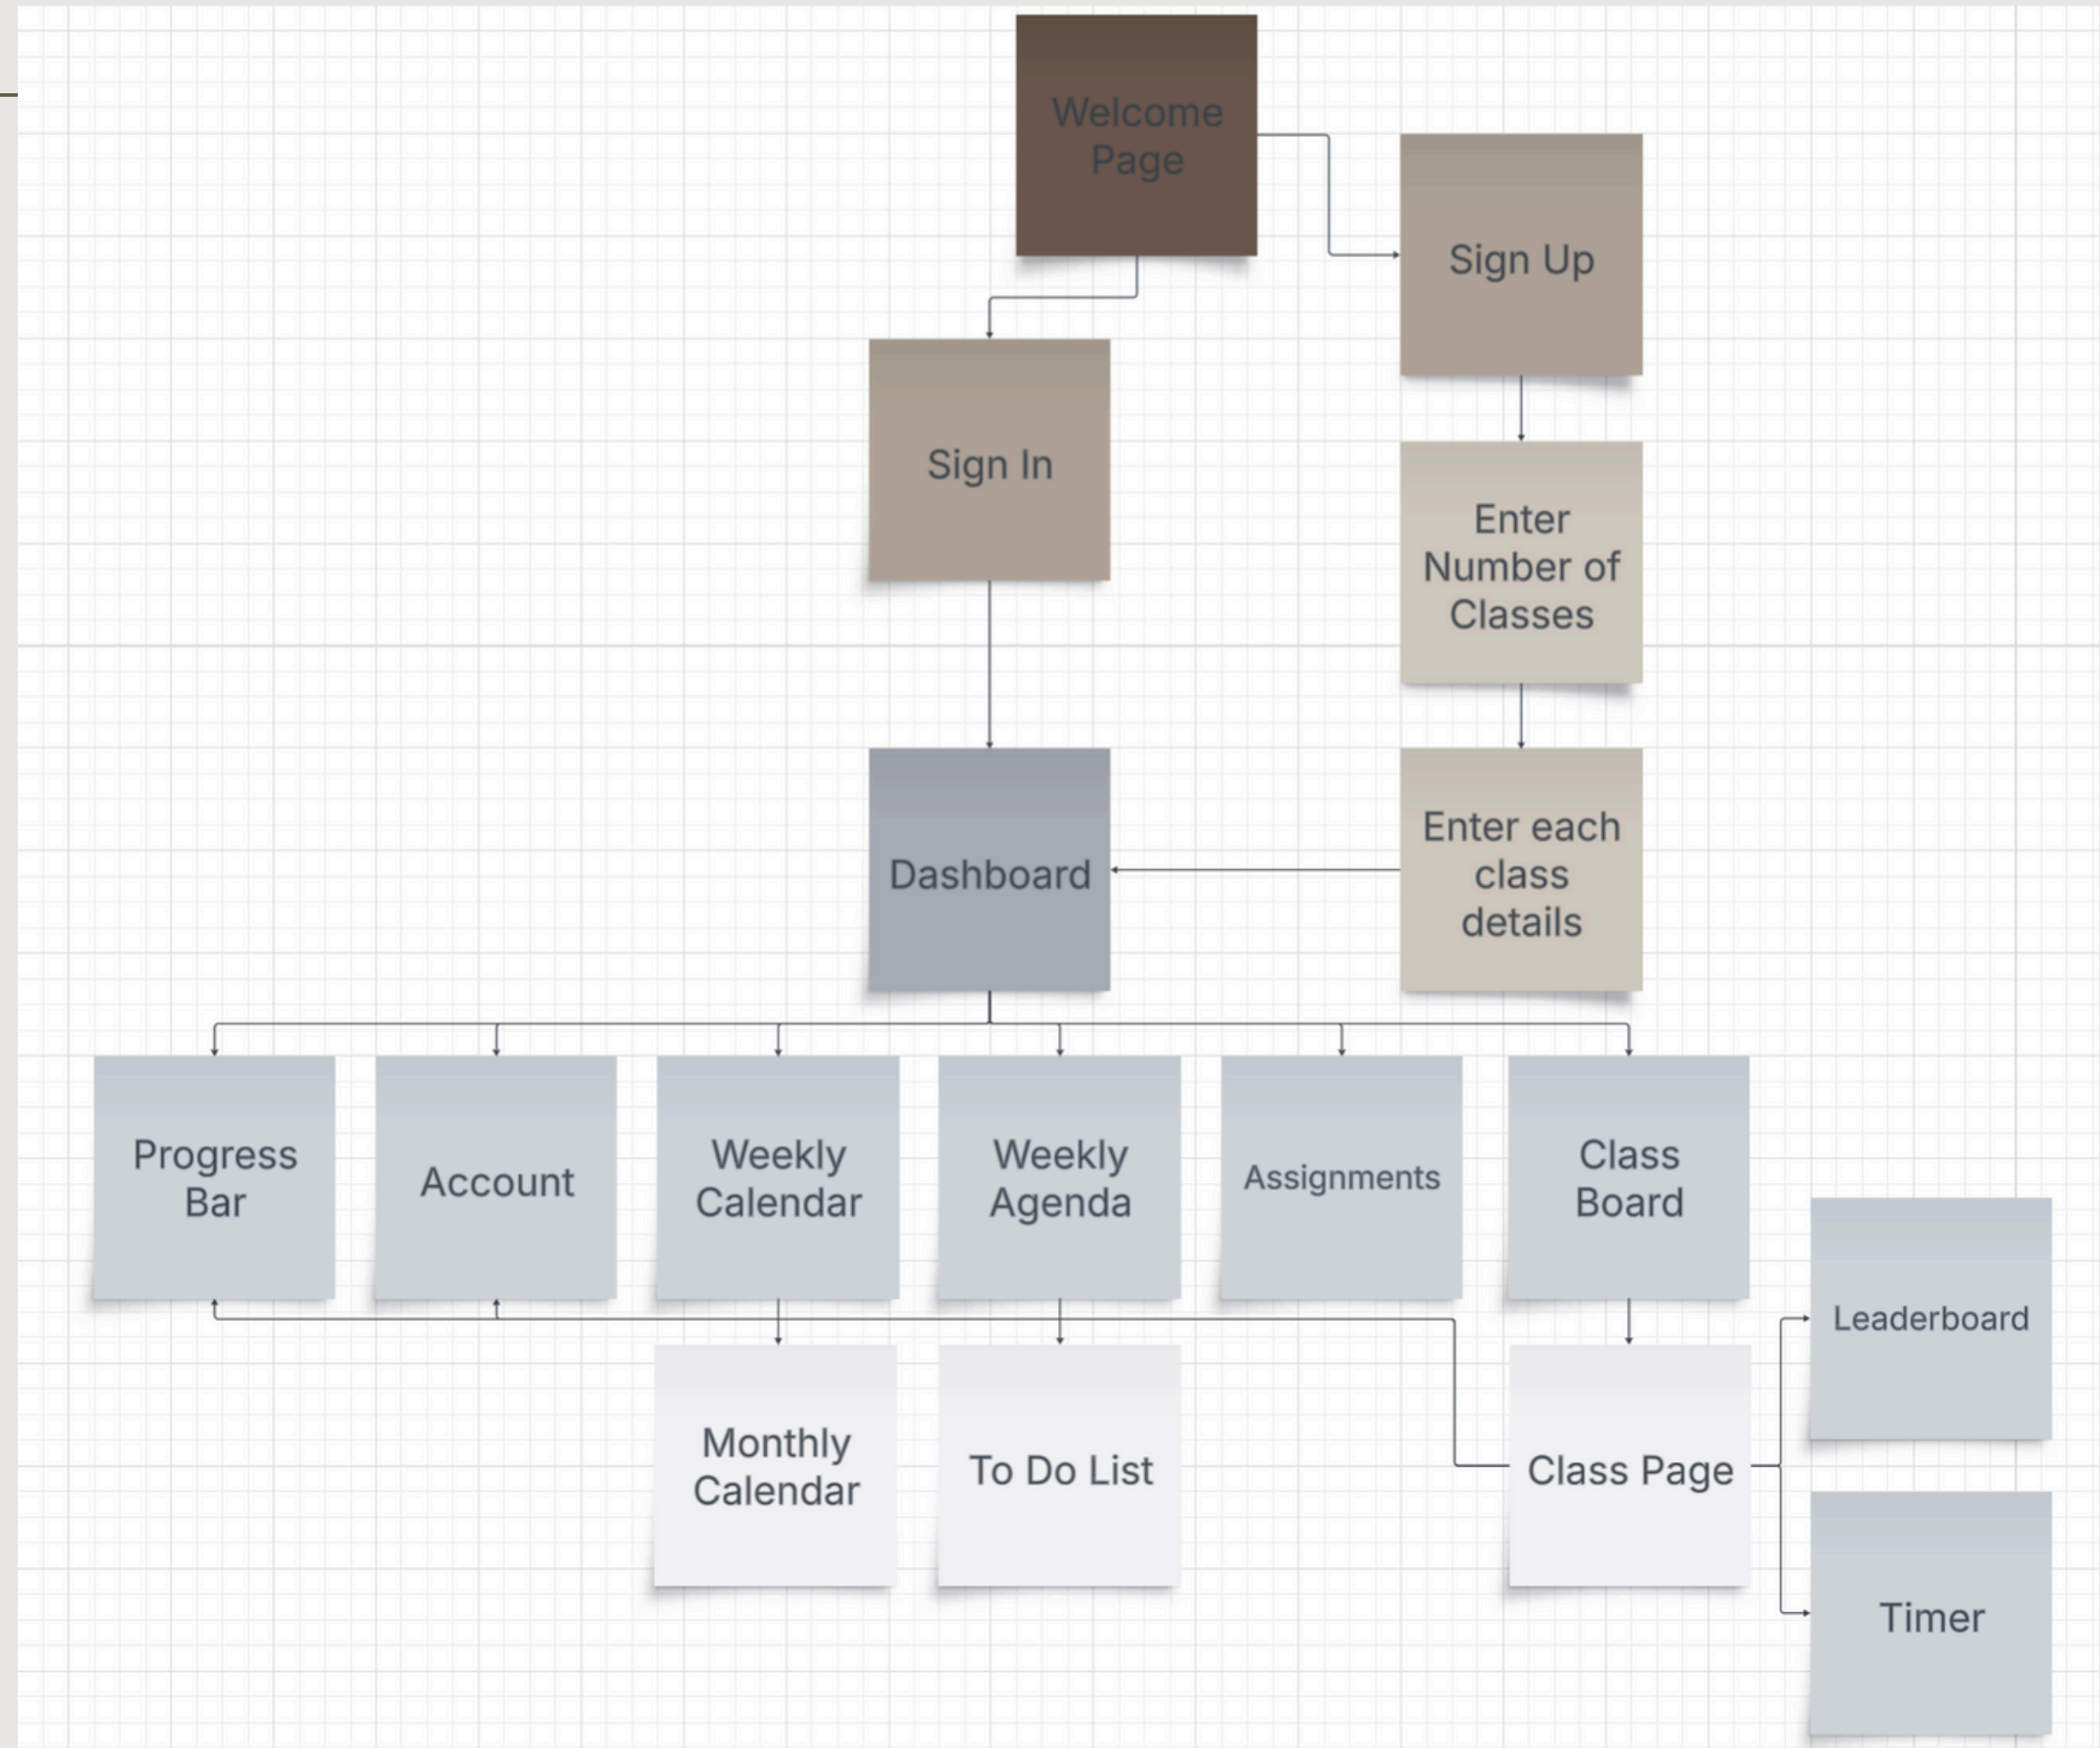 Welcome
Page
Sign Up
Sign In
Enter
Number of
Classes
Dashboard
Enter each
class
details
Progress
Bar
Account
Weekly
Calendar
Weekly
Agenda
Assignments
Class
Board
Leaderboard
Monthly
Calendar
To Do List
Class Page
Timer